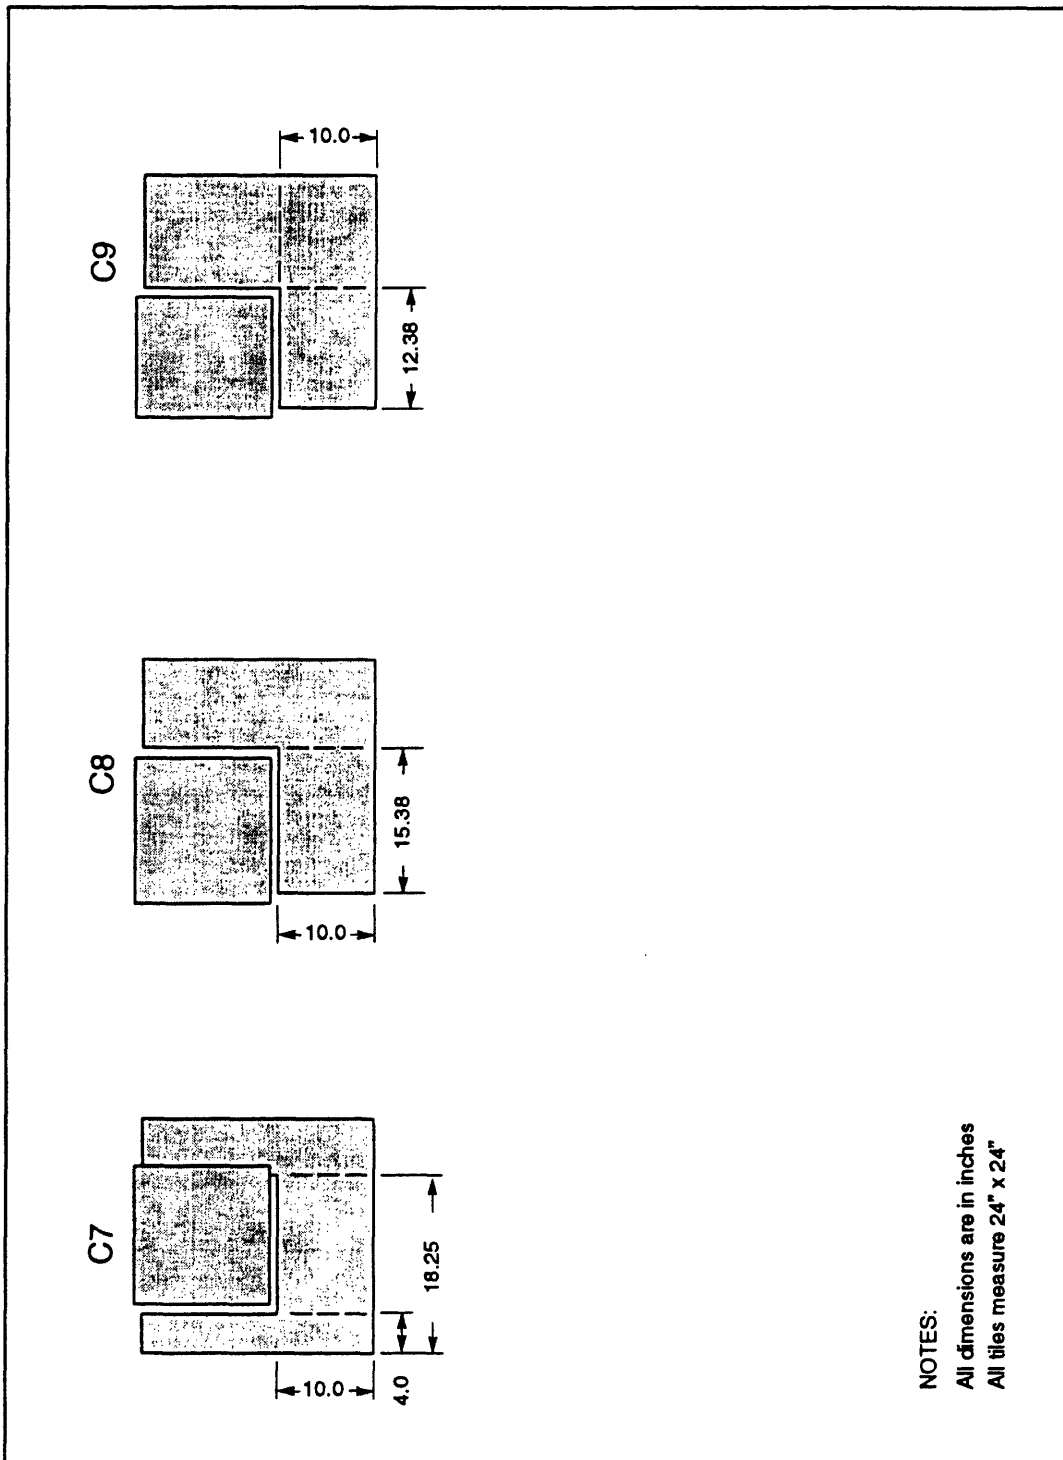 C9
10.0
12.38
C8
15.38
10.0
C7
18.25
10.0
4.0
NOTES:
All dimensions are in inches
All tiles measure 24" x 24"